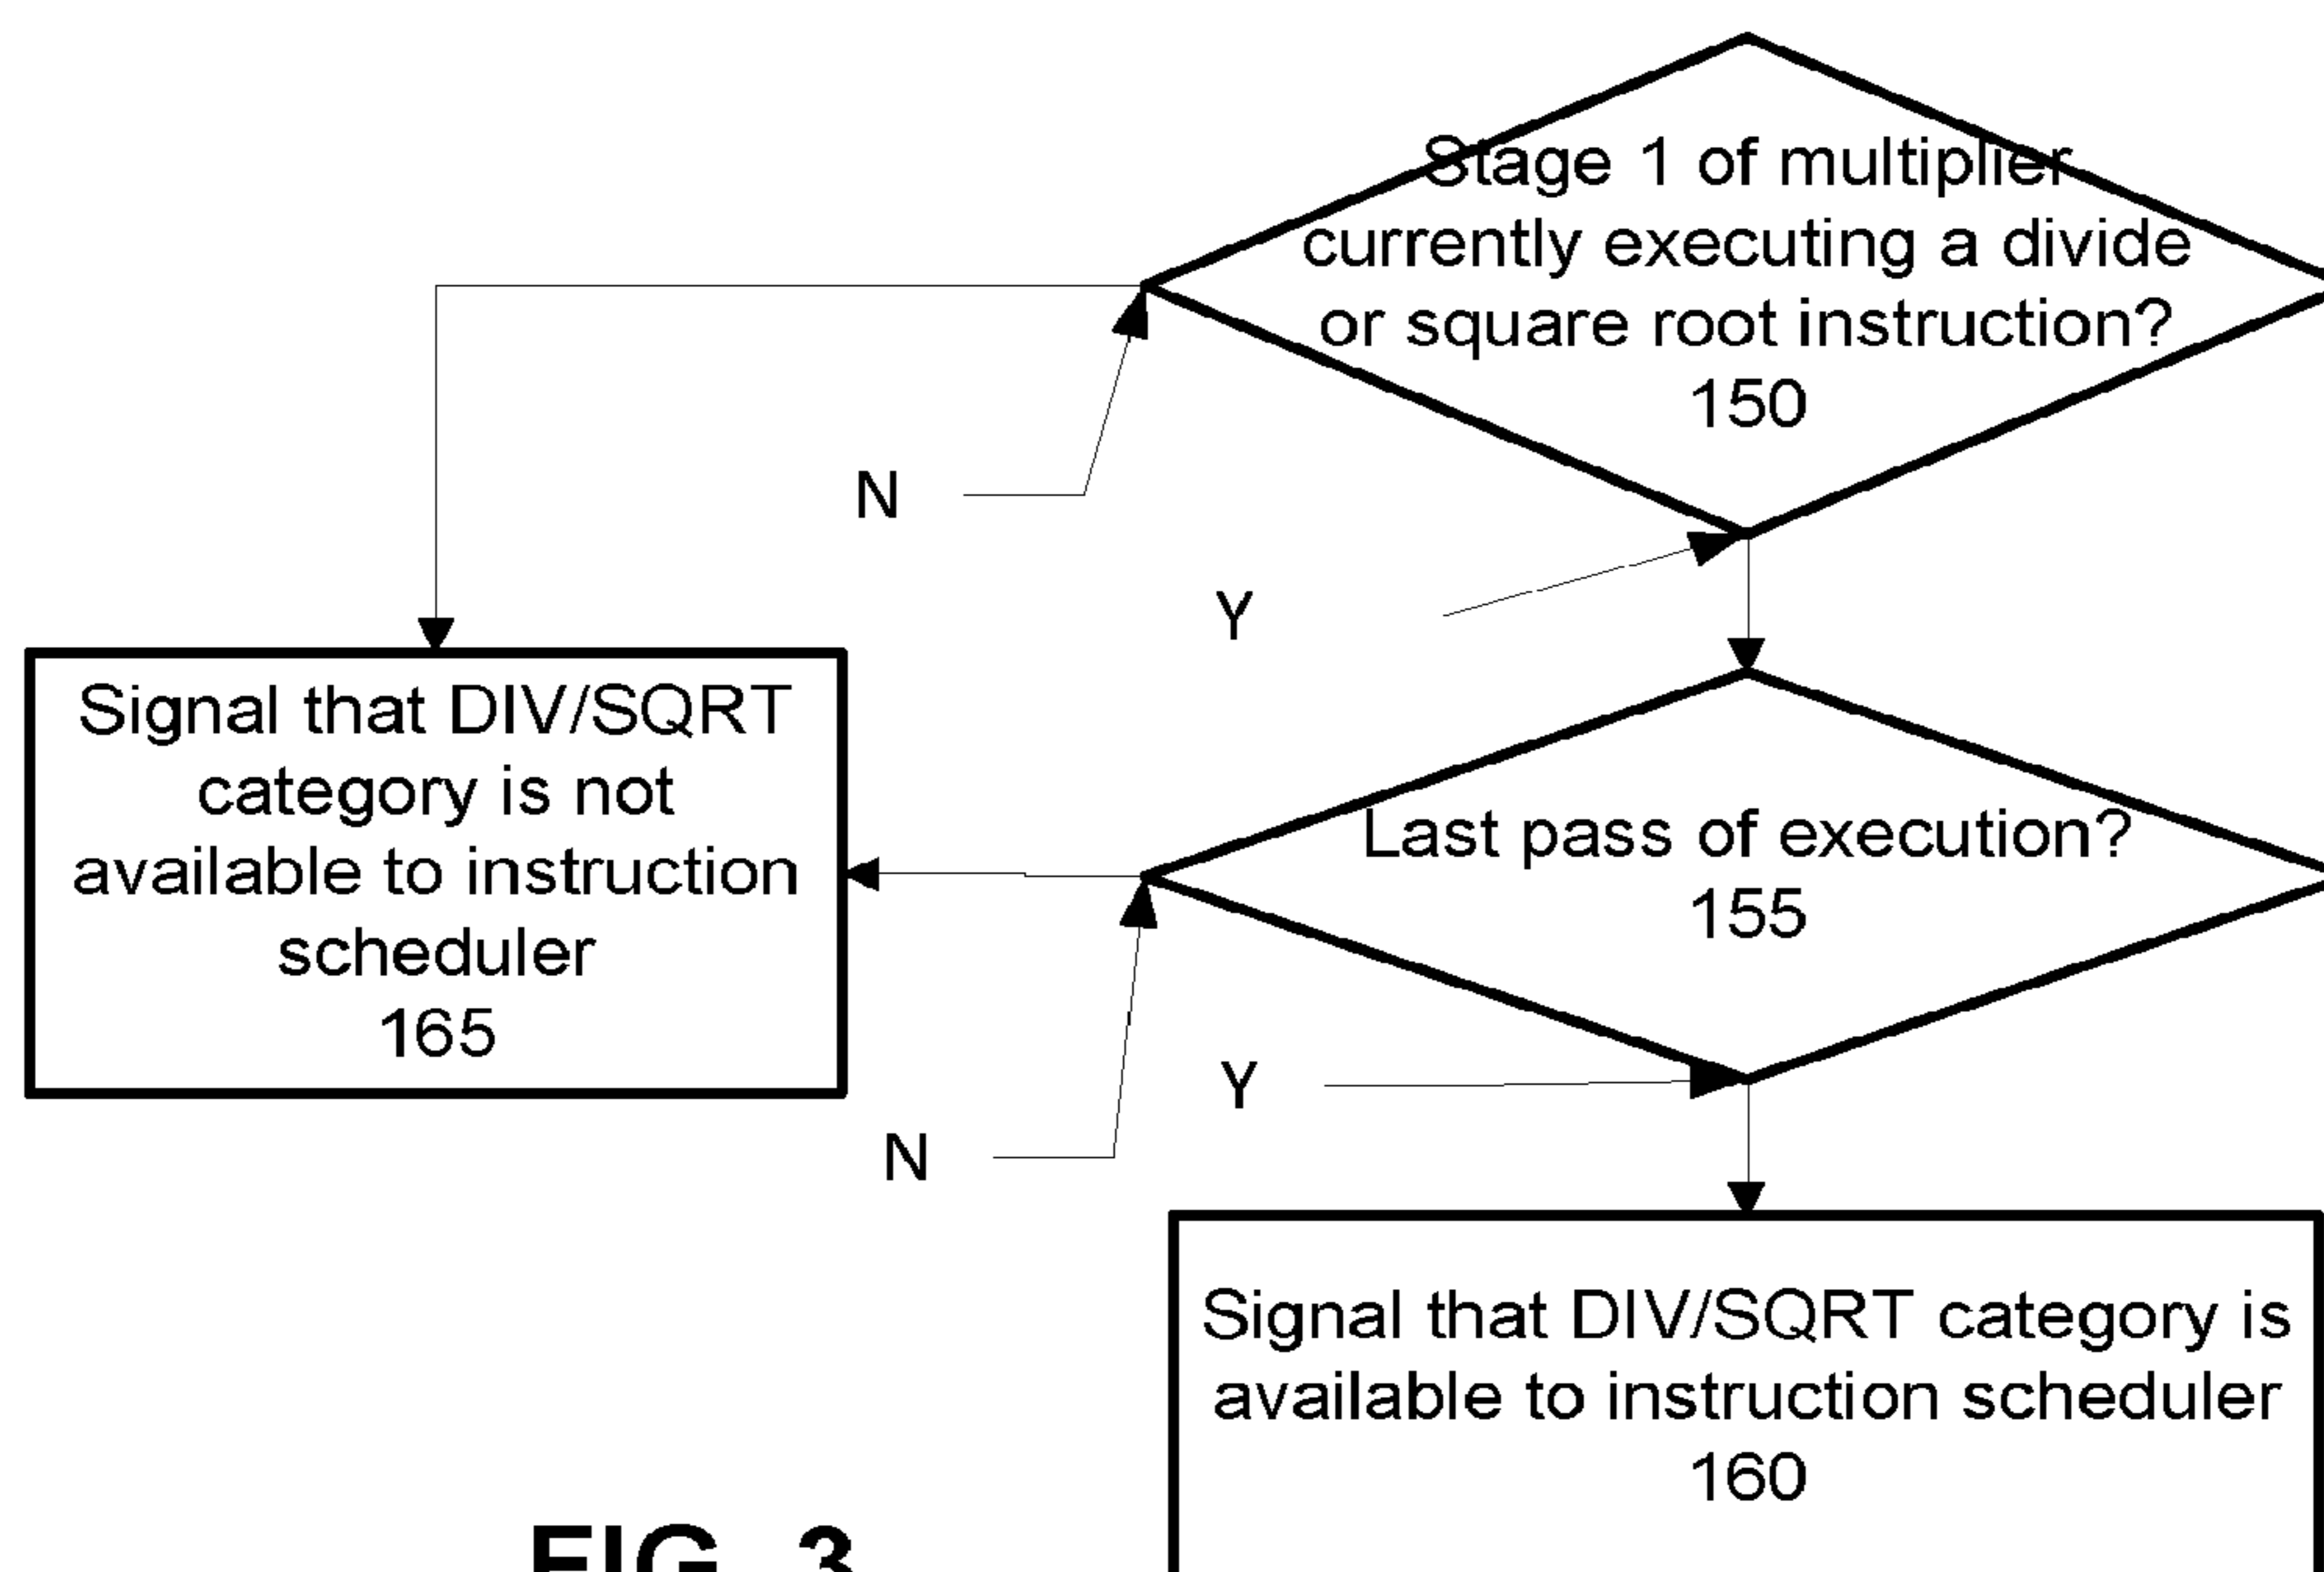 Stage 1 of multiplier
currently executing a divide
or square root instruction?
150
N
Y
Signal that DIV/SQRT
category is not
available to instruction
scheduler
165
Last pass of execution?
155
Y
N
Signal that DIV/SQRT category is
available to instruction scheduler
160
FIG. 3